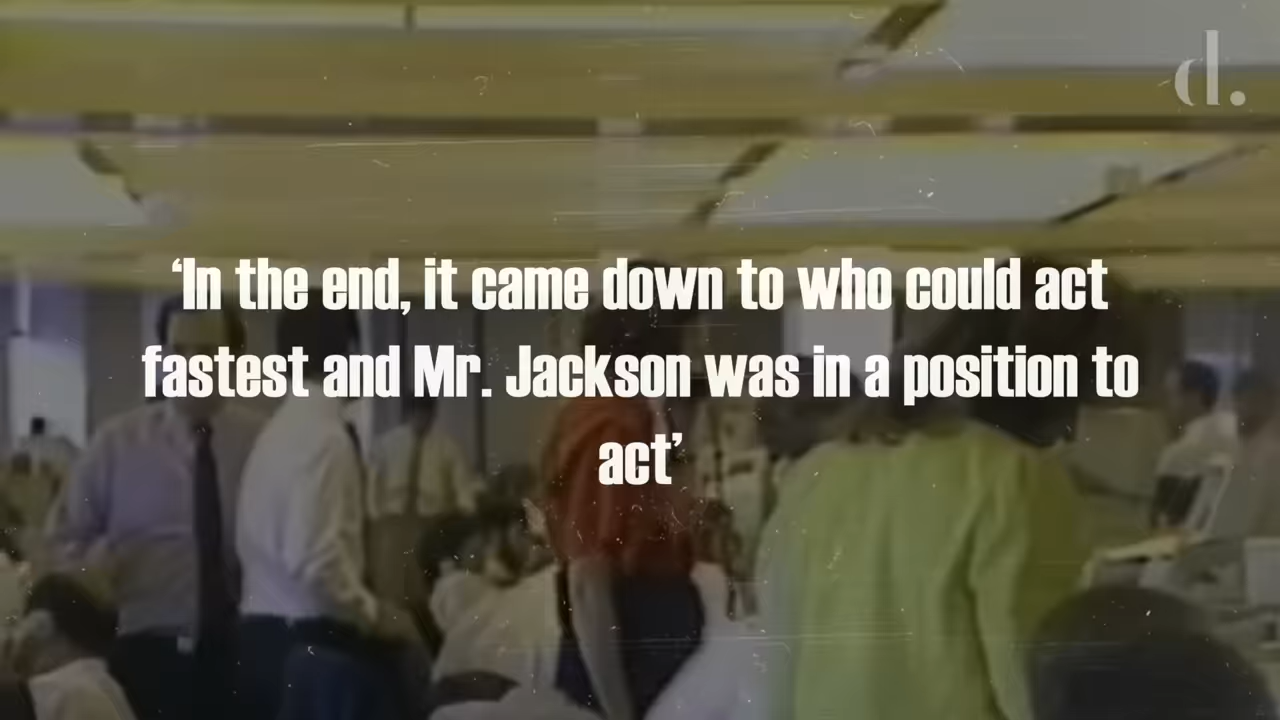 d.
‘In the end, it came down to who could act
fastest and Mr. Jackson was in a position to
act’